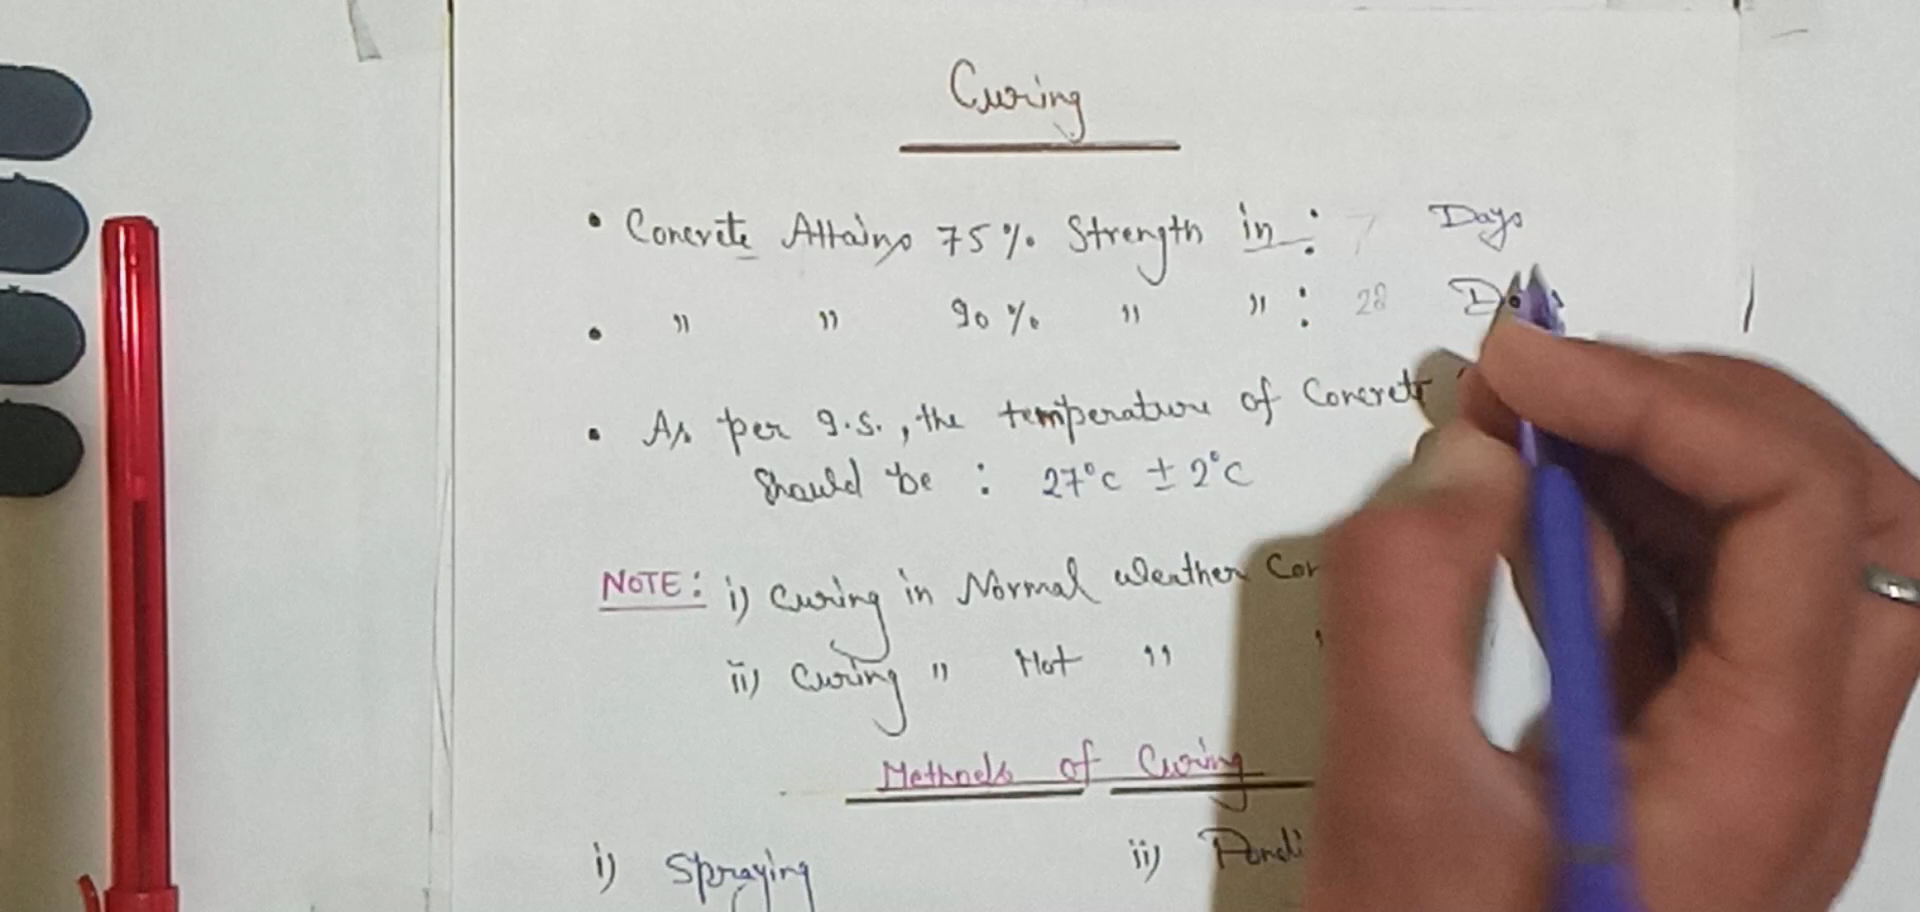 Curing
• Concrete Attains 75% Strength in : 7 Days
• " " 90% " " : 28
• As per I.S., the temperature of Concrete
should be : 27°C ± 2°C
NOTE: i) Curing in Normal weather
ii) Curing " Hot "
Methods of Curing
i) Spraying
ii)